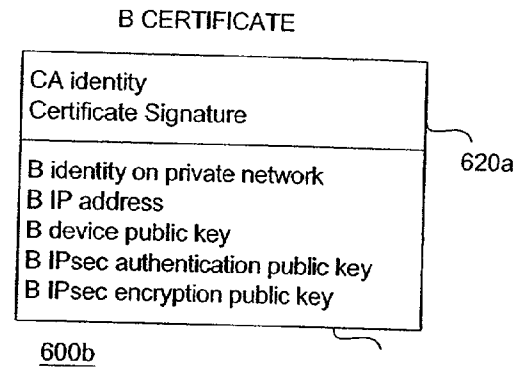 B CERTIFICATE
CA identity
Certificate Signature
620a
B identity on private network
B IP address
B device public key
B IPsec authentication public key
B IPsec encryption public key
600b